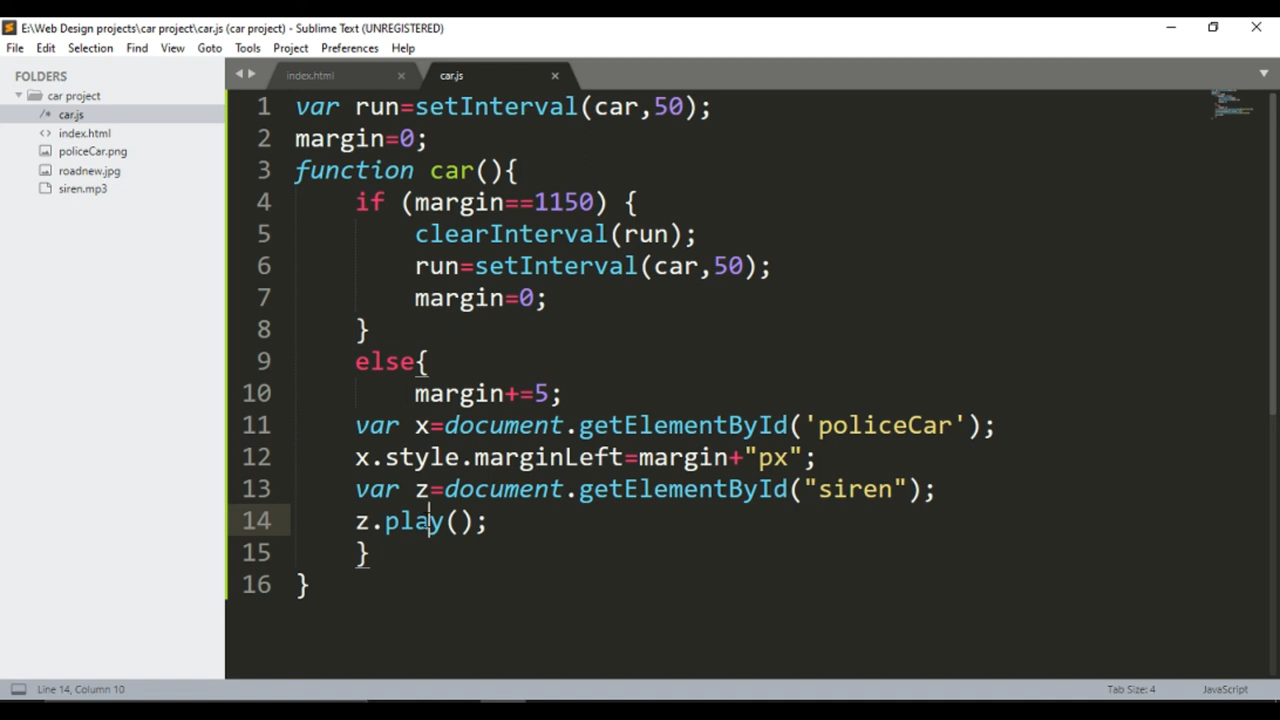 E:\Web Design projects\car project\car.js (car project) - Sublime Text (UNREGISTERED)
File Edit Selection Find View Goto Tools Project Preferences Help
FOLDERS
car project
/* car.js
<> index.html
policeCar.png
roadnew.jpg
siren.mp3
index.html × car.js ×
1 var run=setInterval(car,50);
2 margin=0;
3 function car(){
4     if (margin==1150) {
5         clearInterval(run);
6         run=setInterval(car,50);
7         margin=0;
8     }
9     else{
10         margin+=5;
11     var x=document.getElementById('policeCar');
12     x.style.marginLeft=margin+"px";
13     var z=document.getElementById("siren");
14     z.play();
15     }
16 }
Line 14, Column 10 Tab Size: 4 JavaScript